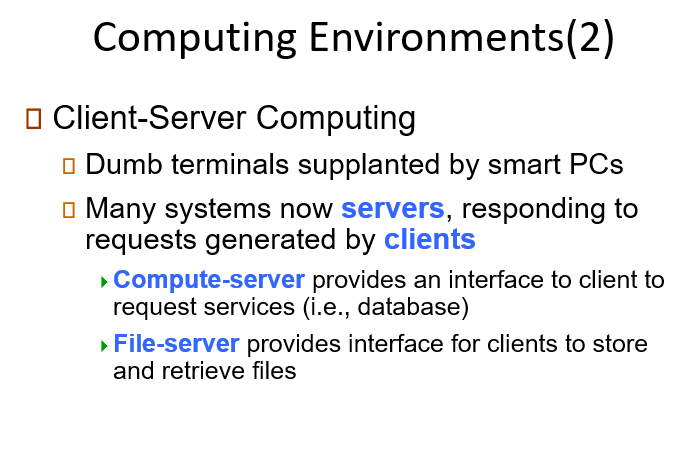 Computing Environments(2)
Client-Server Computing
Dumb terminals supplanted by smart PCs
Many systems now servers, responding to
requests generated by clients
Compute-server provides an interface to client to
request services (i.e., database)
File-server provides interface for clients to store
and retrieve files